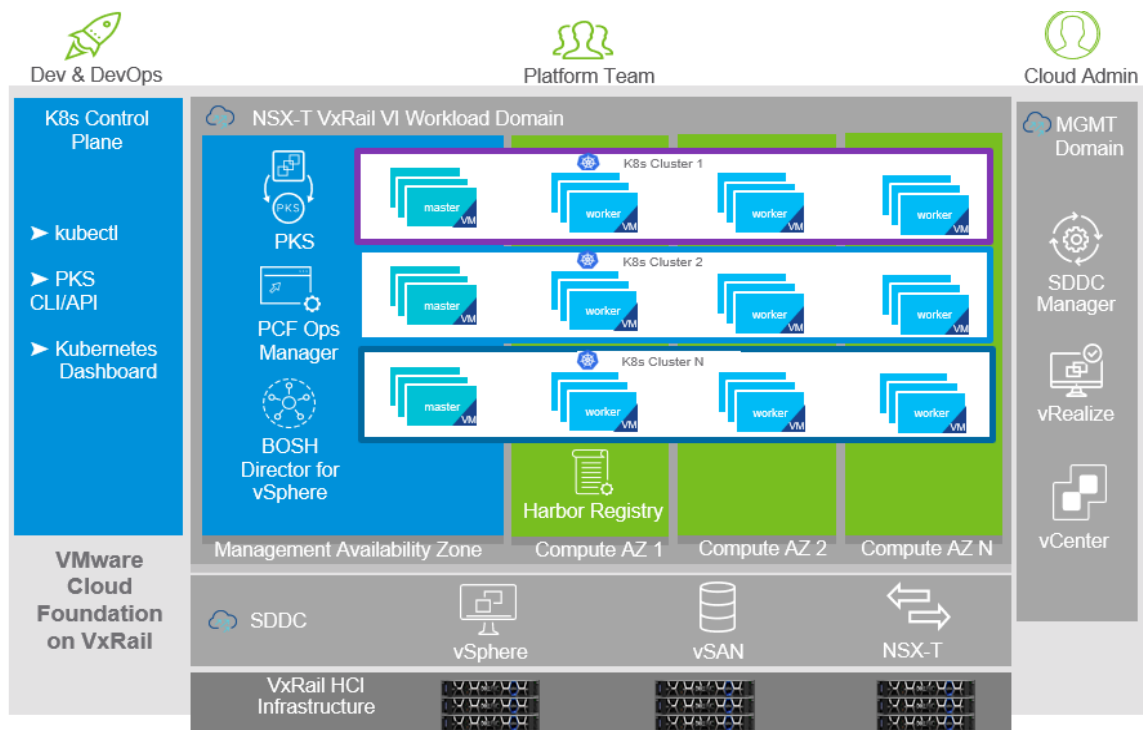 Dev & DevOps
Platform Team
Cloud Admin
K8s Control
Plane
➤ kubectl
➤ PKS
CLI/API
➤ Kubernetes
Dashboard
VMware
Cloud
Foundation
on VxRail
NSX-T VxRail VI Workload Domain
PKS
PKS
PCF Ops
Manager
BOSH
Director for
vSphere
K8s Cluster 1
master
VM
worker
VM
worker
VM
worker
VM
K8s Cluster 2
master
VM
worker
VM
worker
VM
worker
VM
K8s Cluster N
master
VM
worker
VM
worker
VM
worker
VM
Harbor Registry
Management Availability Zone
Compute AZ 1
Compute AZ 2
Compute AZ N
SDDC
vSphere
vSAN
NSX-T
VxRail HCI
Infrastructure
MGMT
Domain
SDDC
Manager
vRealize
vCenter